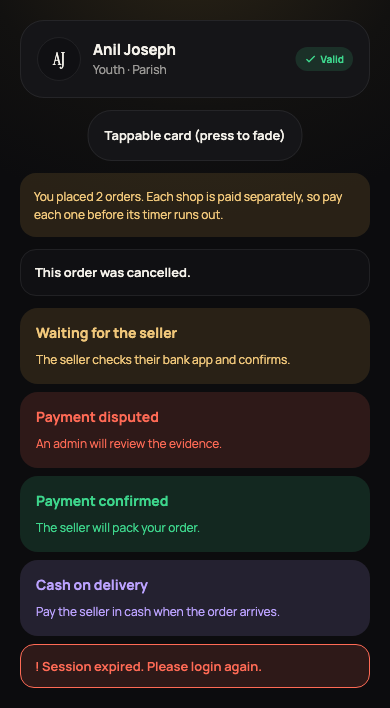 AJ
Anil Joseph
Youth · Parish
Valid
Tappable card (press to fade)
You placed 2 orders. Each shop is paid separately, so pay
each one before its timer runs out.
This order was cancelled.
Waiting for the seller
The seller checks their bank app and confirms.
Payment disputed
An admin will review the evidence.
Payment confirmed
The seller will pack your order.
Cash on delivery
Pay the seller in cash when the order arrives.
! Session expired. Please login again.